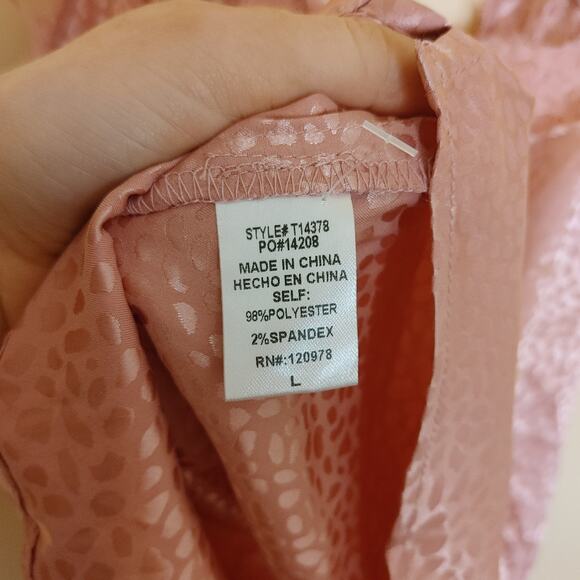 STYLE# T14378
PO#14208
MADE IN CHINA
HECHO EN CHINA
SELF:
98%POLYESTER
2%SPANDEX
RN#:120978
L